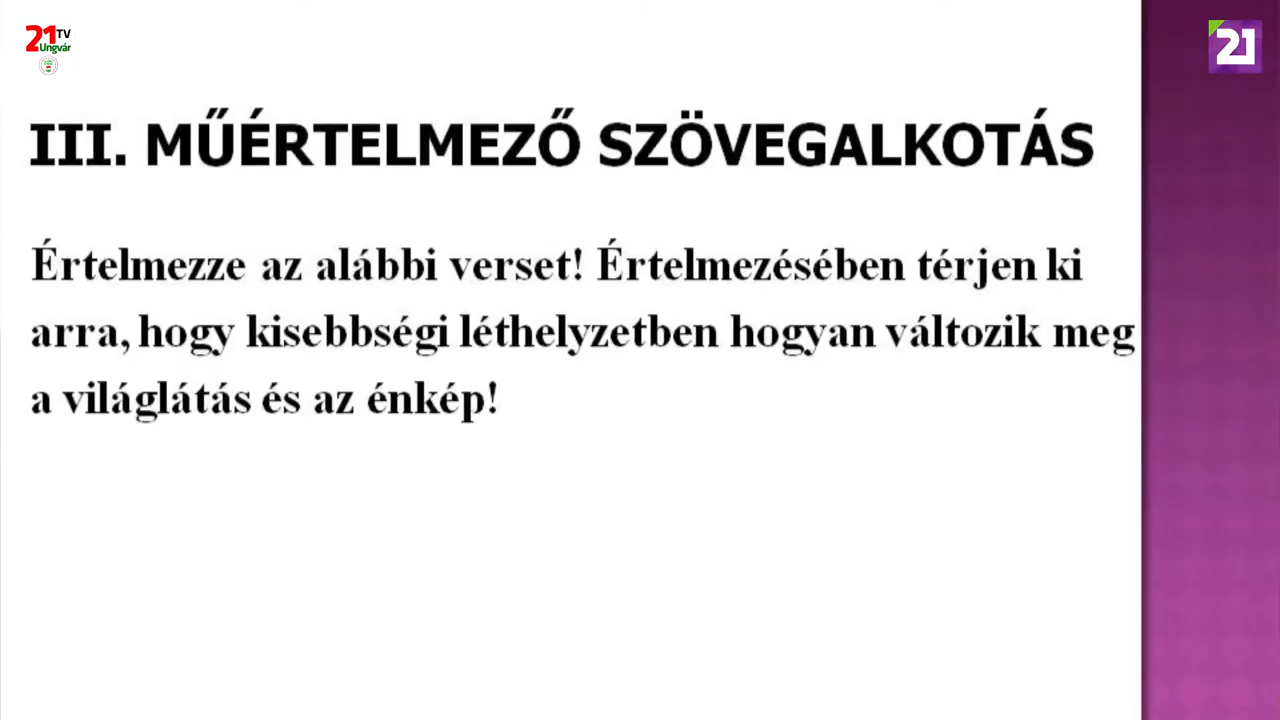 21 TV
Ungvár
21
III. MŰÉRTELMEZŐ SZÖVEGALKOTÁS
Értelmezze az alábbi verset! Értelmezésében térjen ki
arra, hogy kisebbségi léthelyzetben hogyan változik meg
a világlátás és az énkép!